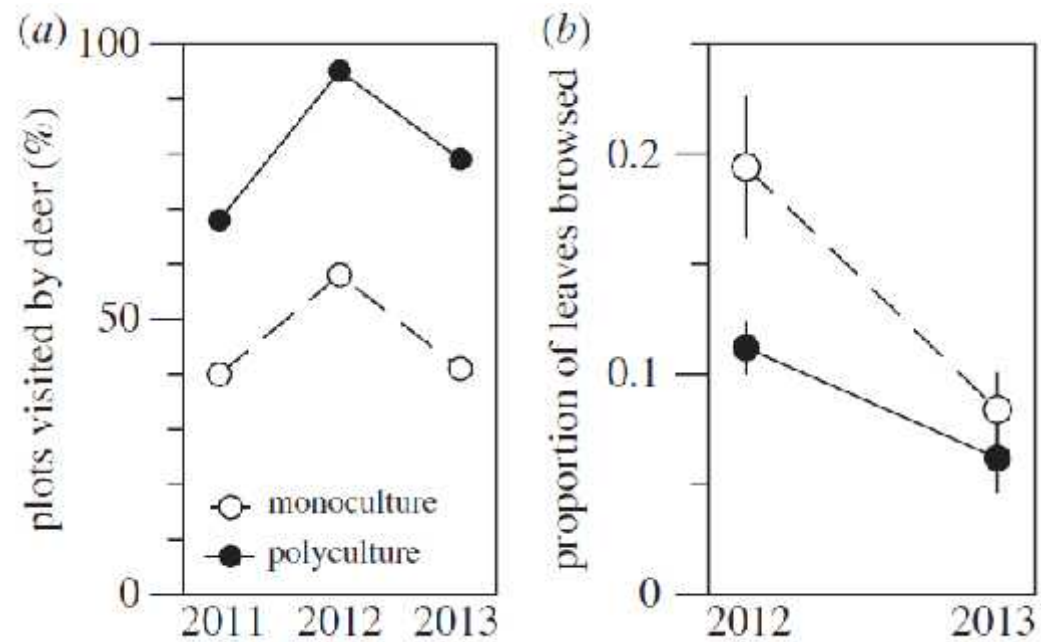 (a)
plots visited by deer (%)
100
50
0
monoculture
polyculture
2011 2012 2013
(b)
proportion of leaves browsed
0.2
0.1
0
2012 2013